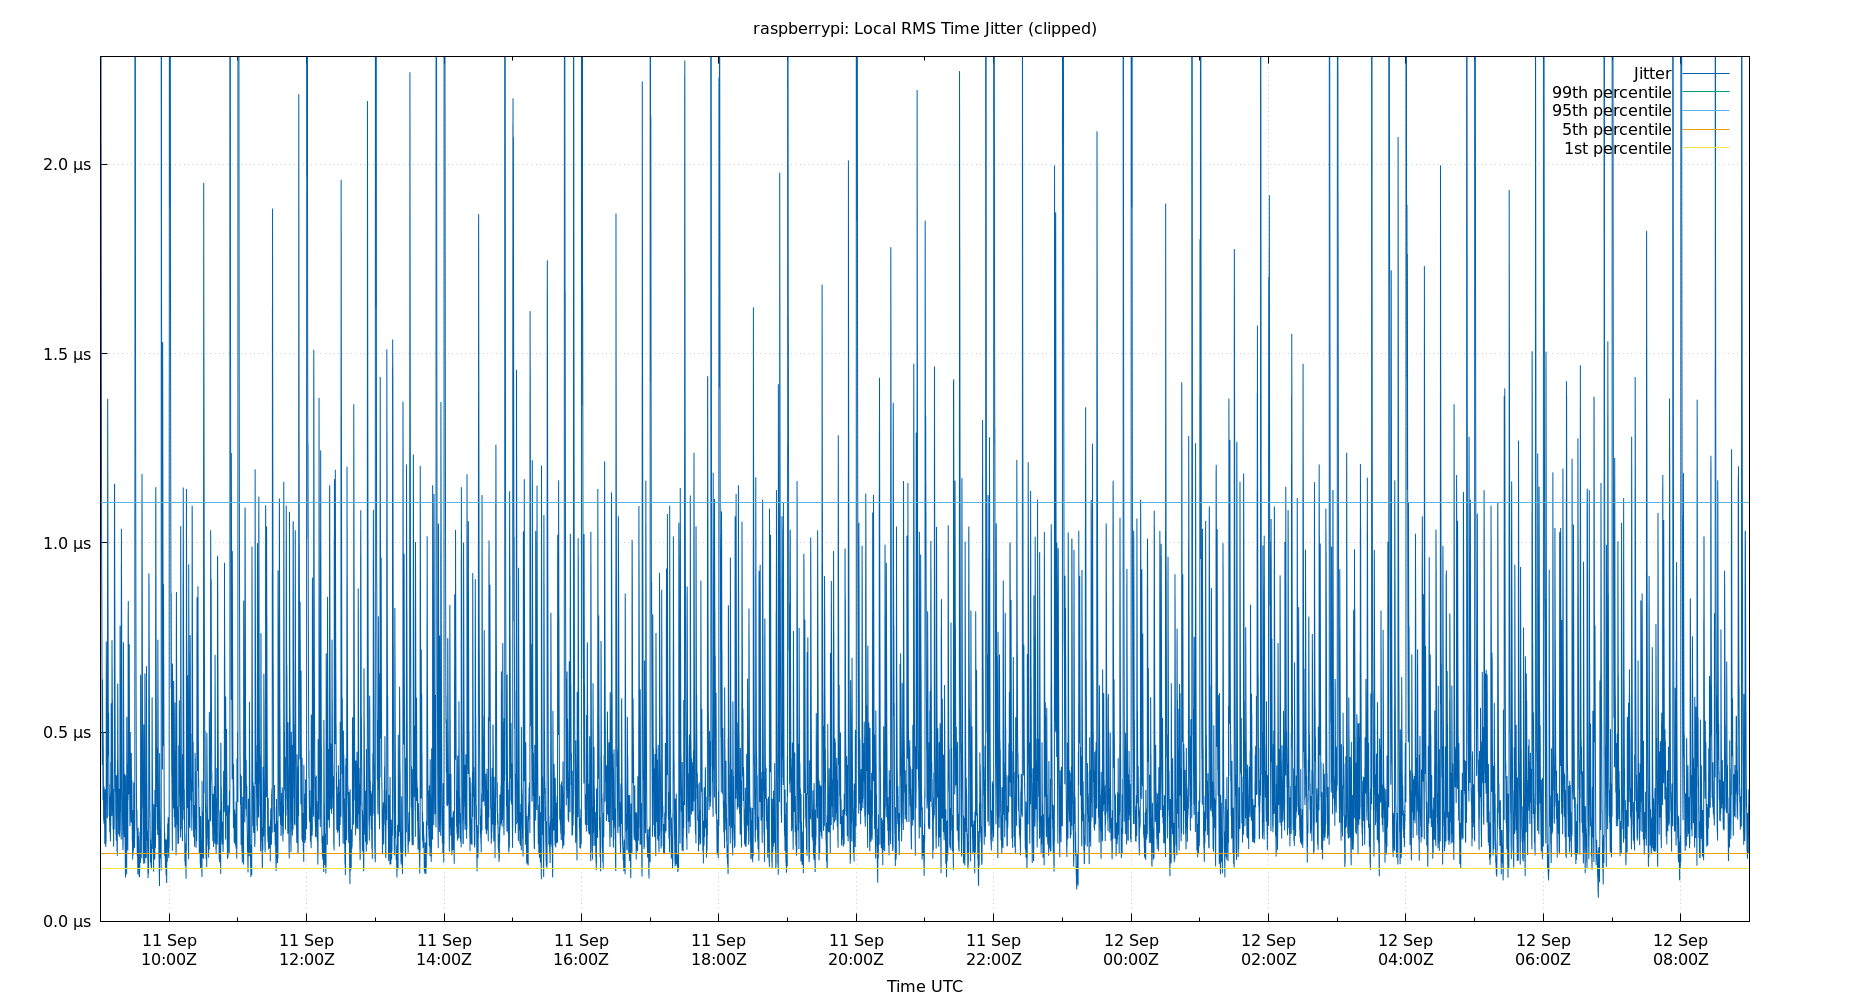 raspberrypi: Local RMS Time Jitter (clipped)
Jitter
99th percentile
95th percentile
5th percentile
1st percentile
2.0 µs
1.5 µs
1.0 µs
0.5 µs
0.0 µs
11 Sep 11 Sep 11 Sep 11 Sep 11 Sep 11 Sep 11 Sep 12 Sep 12 Sep 12 Sep 12 Sep 12 Sep
10:00Z 12:00Z 14:00Z 16:00Z 18:00Z 20:00Z 22:00Z 00:00Z 02:00Z 04:00Z 06:00Z 08:00Z
Time UTC